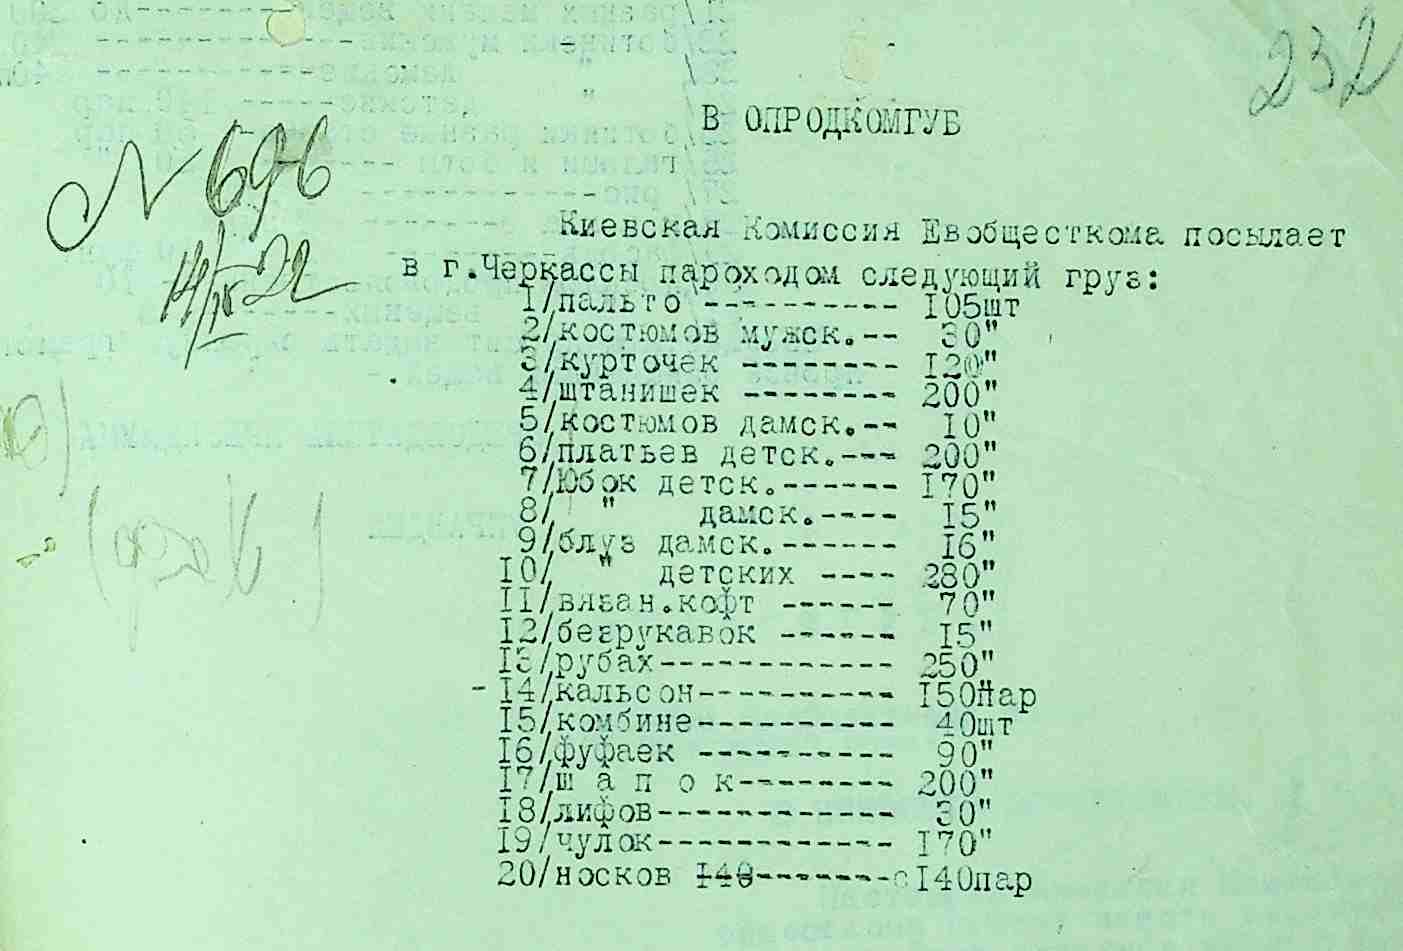 232
В ОПРОДКОМГУБ
N 696
14/IX 22
Киевская Комиссия Евобщесткома посылает
в г.Черкассы пароходом следующий груз:
1/пальто ---------- 105шт
2/костюмов мужск.-- 30"
3/курточек -------- 120"
4/штанишек -------- 200"
5/костюмов дамск.-- 10"
6/платьев детск.--- 200"
7/Юбок детск.------ 170"
8/ " дамск.---- 15"
9/блуз дамск.------ 16"
10/ " детских ---- 280"
11/вязан.кофт ------ 70"
12/безрукавок ------ 15"
13/рубах------------ 250"
-14/кальсон---------- 150пар
15/комбине---------- 40шт
16/фуфаек ---------- 90"
17/ш а п о к-------- 200"
18/лифов------------ 30"
19/чулок------------ 170"
20/носков 140-------- 140пар